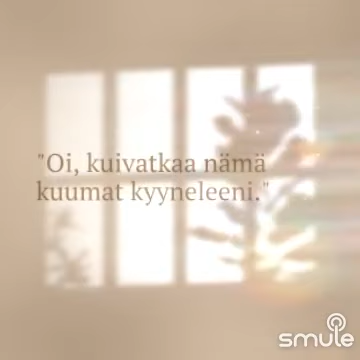 "Oi, kuivatkaa nämä
kuumat kyyneleeni."
smule